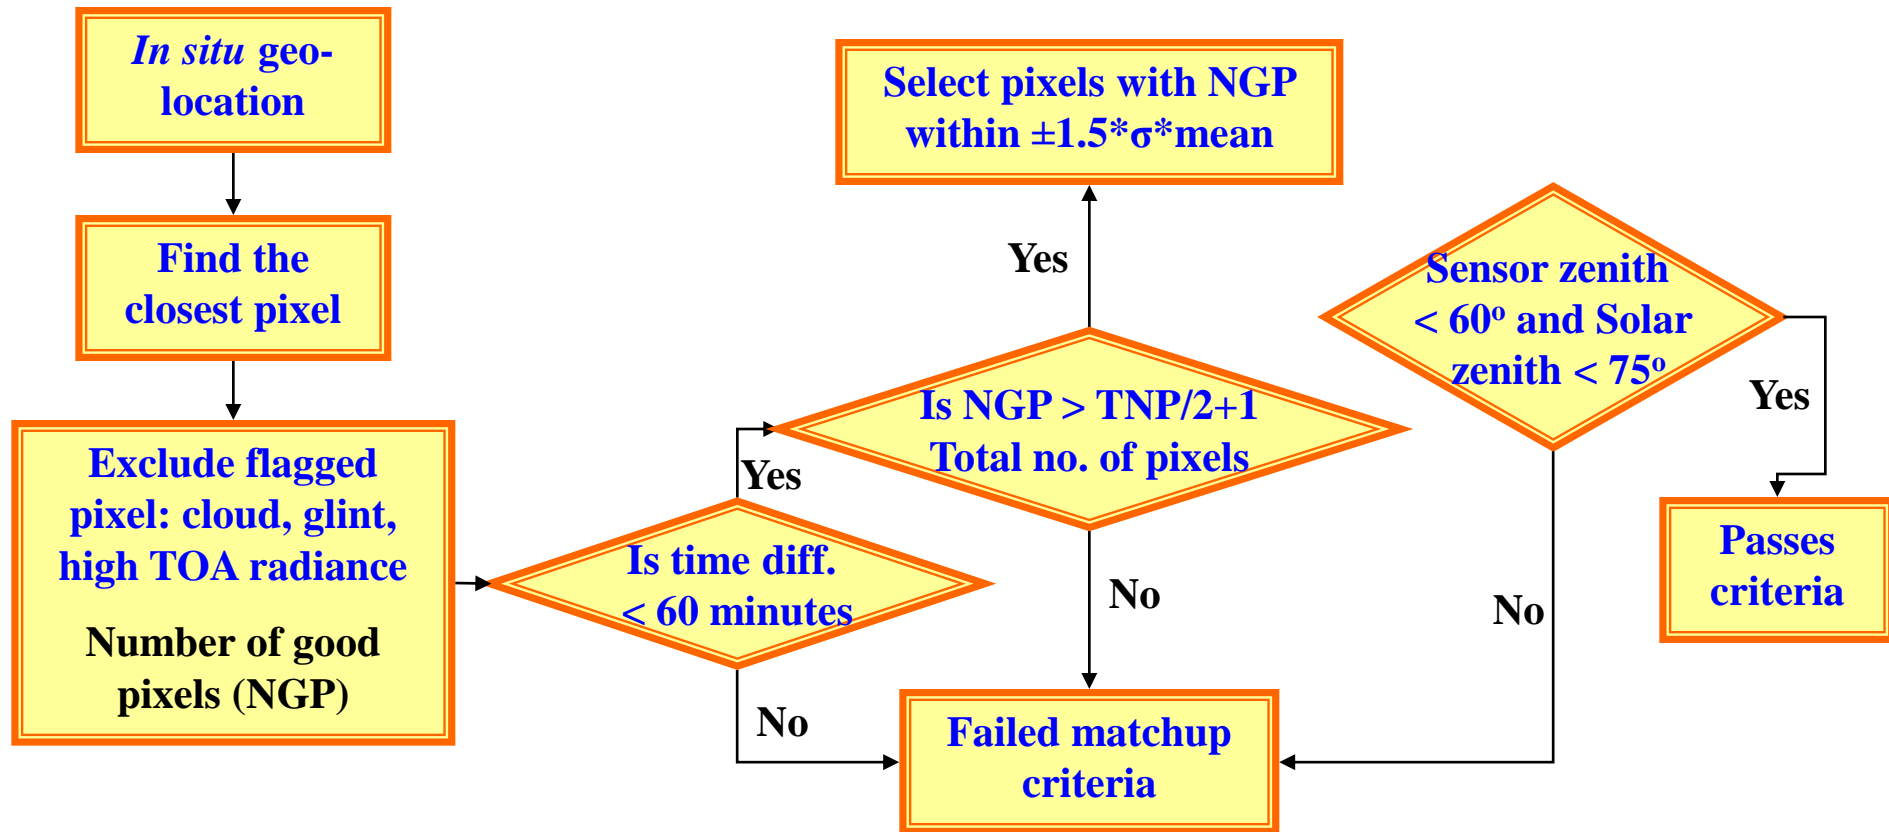 In situ geo-
location
Find the
closest pixel
Exclude flagged
pixel: cloud, glint,
high TOA radiance
Number of good
pixels (NGP)
Is time diff.
< 60 minutes
Yes
No
Is NGP > TNP/2+1
Total no. of pixels
Yes
No
Select pixels with NGP
within ±1.5*σ*mean
Failed matchup
criteria
Sensor zenith
< 60º and Solar
zenith < 75º
Yes
No
Passes
criteria